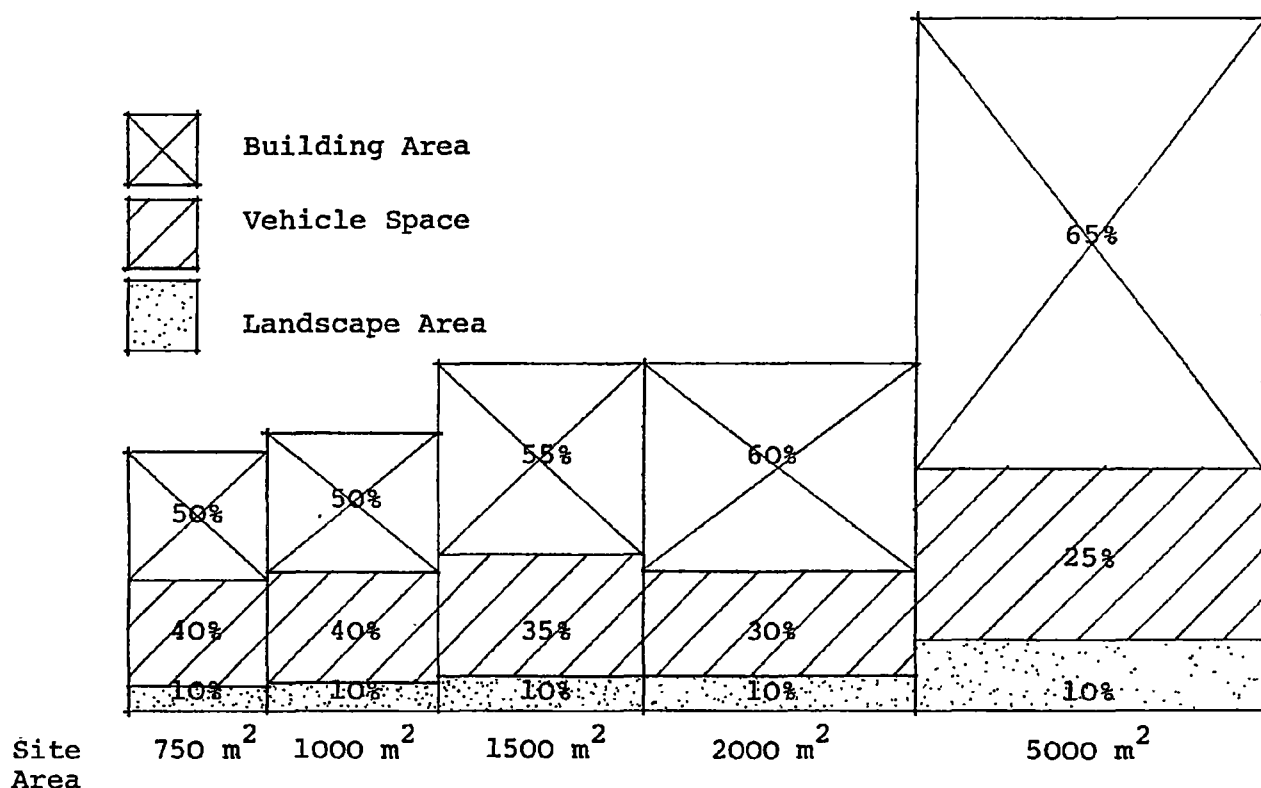 Building Area
Vehicle Space
Landscape Area
65%
55%
60%
50%
50%
25%
40%
40%
35%
30%
10%
10%
10%
10%
10%
Site Area
750 m²
1000 m²
1500 m²
2000 m²
5000 m²